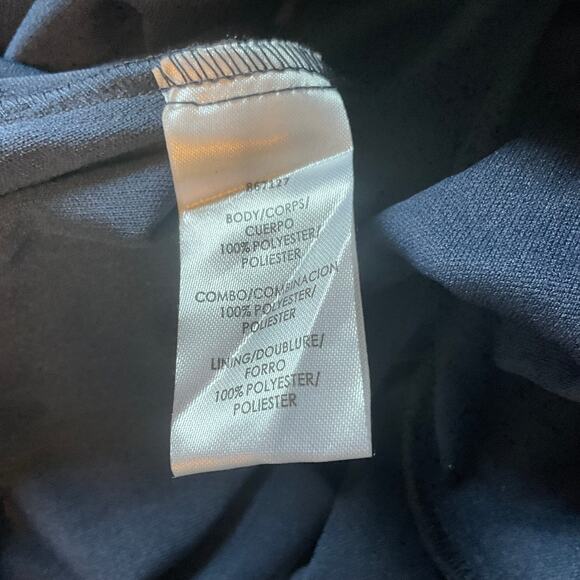 867127
BODY/CORPS/
CUERPO
100% POLYESTER/
POLIESTER
COMBO/COMBINACION
100% POLYESTER/
POLIESTER
LINING/DOUBLURE/
FORRO
100% POLYESTER/
POLIESTER